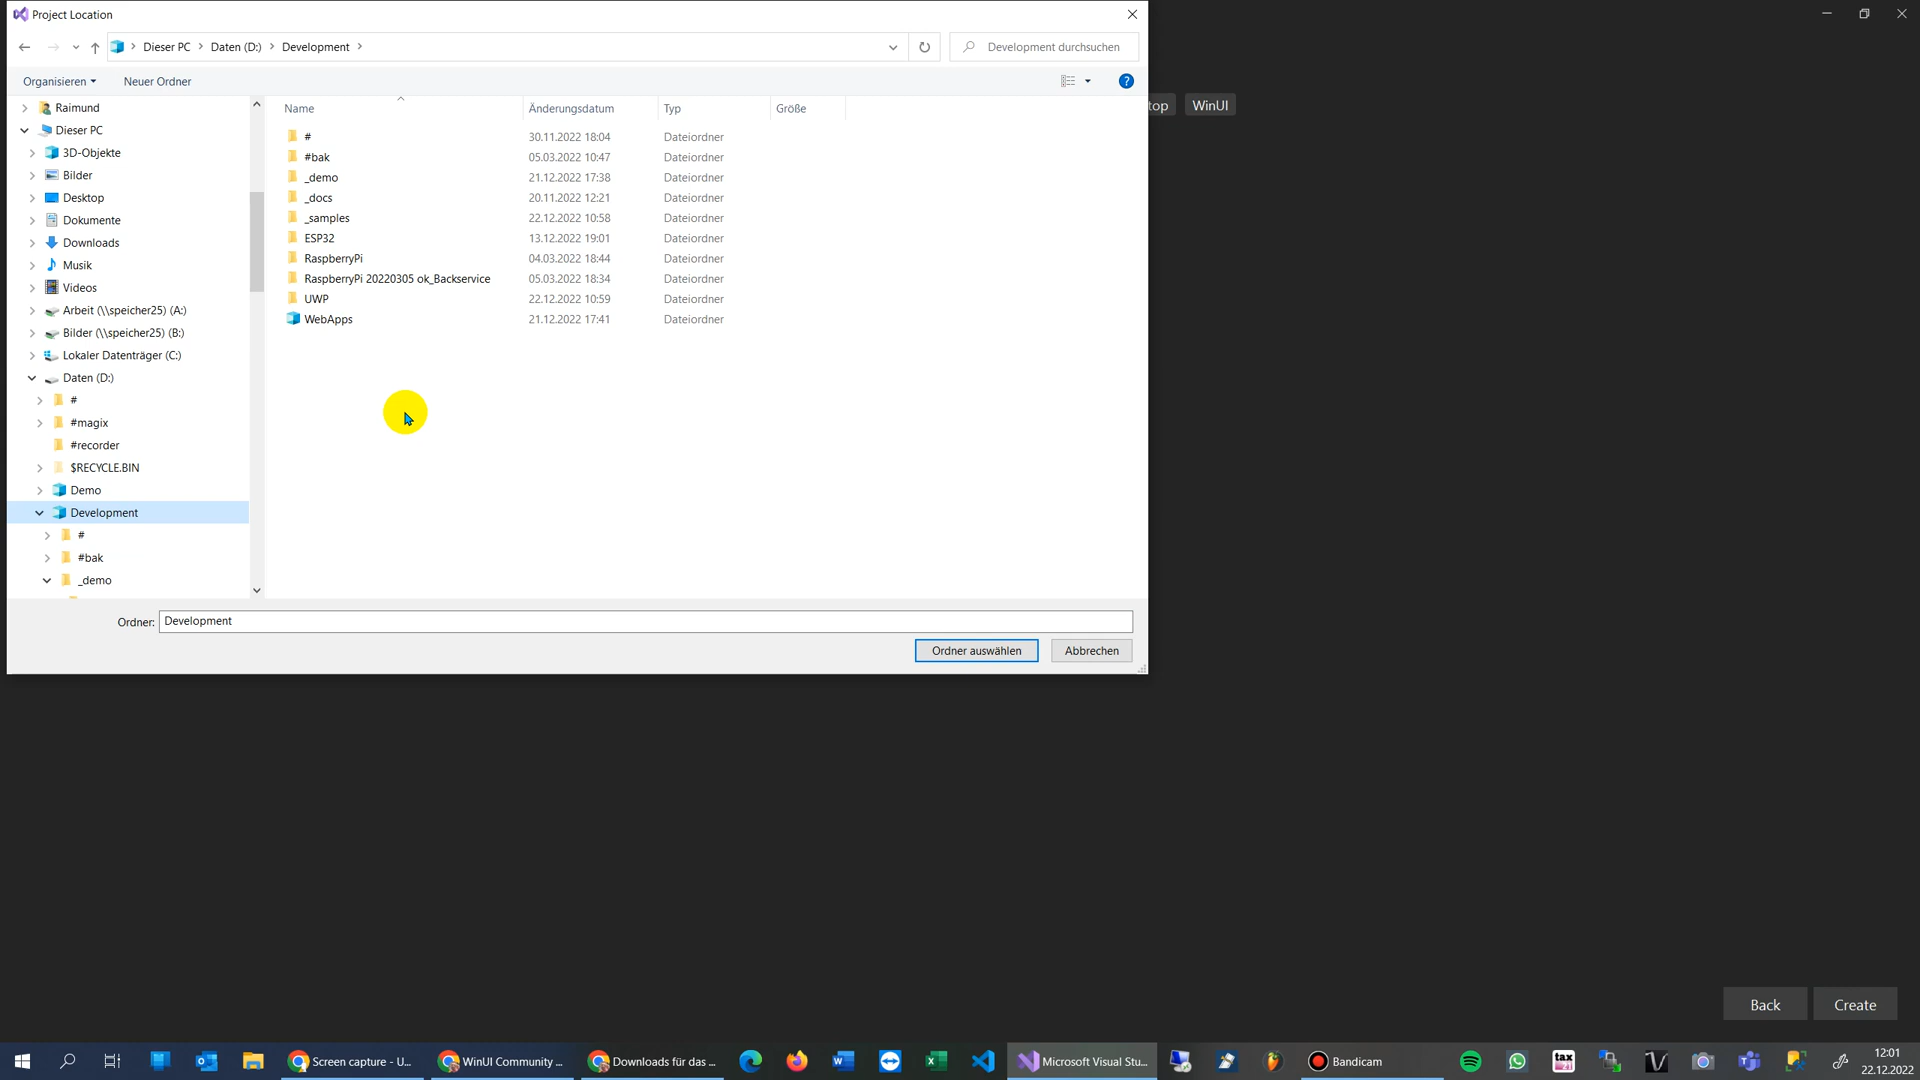 Project Location
Dieser PC > Daten (D:) > Development >
Development durchsuchen
Organisieren
Neuer Ordner
?
top
WinUI
Name
Änderungsdatum
Typ
Größe
# 30.11.2022 18:04 Dateiordner
#bak 05.03.2022 10:47 Dateiordner
_demo 21.12.2022 17:38 Dateiordner
_docs 20.11.2022 12:21 Dateiordner
_samples 22.12.2022 10:58 Dateiordner
ESP32 13.12.2022 19:01 Dateiordner
RaspberryPi 04.03.2022 18:44 Dateiordner
RaspberryPi 20220305 ok_Backservice 05.03.2022 18:34 Dateiordner
UWP 22.12.2022 10:59 Dateiordner
WebApps 21.12.2022 17:41 Dateiordner
Raimund
Dieser PC
3D-Objekte
Bilder
Desktop
Dokumente
Downloads
Musik
Videos
Arbeit (\\speicher25) (A:)
Bilder (\\speicher25) (B:)
Lokaler Datenträger (C:)
Daten (D:)
#
#magix
#recorder
$RECYCLE.BIN
Demo
Development
#
#bak
_demo
Ordner: Development
Ordner auswählen
Abbrechen
Back
Create
Screen capture - U...
WinUI Community ...
Downloads für das ...
Microsoft Visual Stu...
Bandicam
tax
12:01
22.12.2022